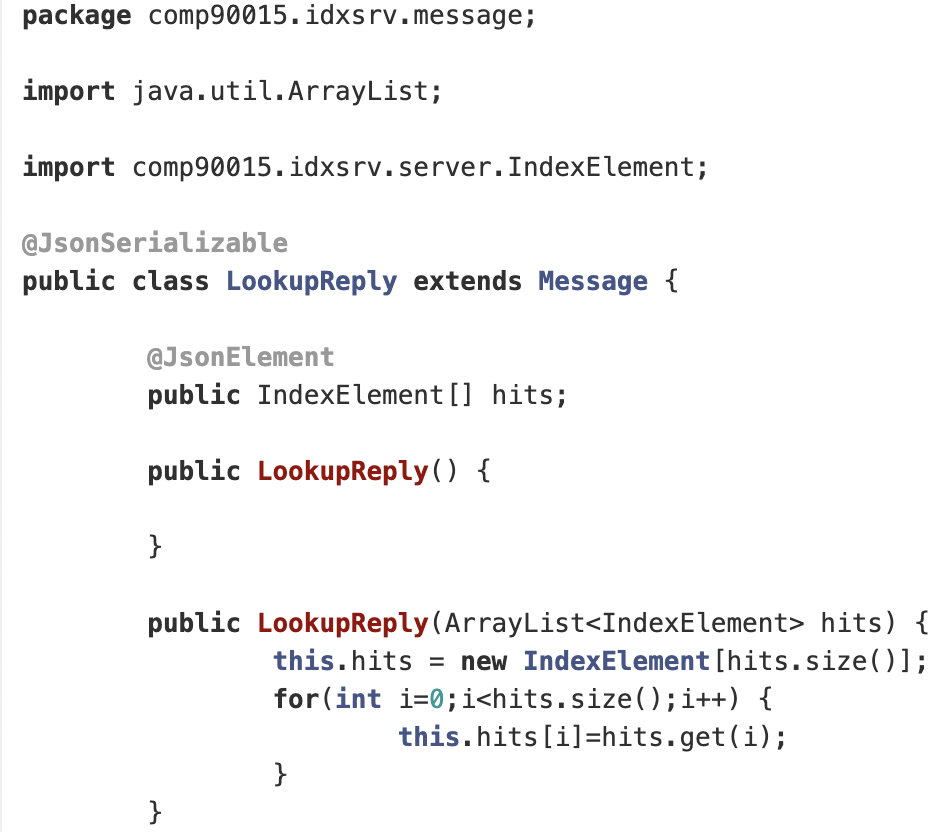 package comp90015.idxsrv.message;
import java.util.ArrayList;
import comp90015.idxsrv.server.IndexElement;
@JsonSerializable
public class LookupReply extends Message {
@JsonElement
public IndexElement[] hits;
public LookupReply() {
}
public LookupReply(ArrayList<IndexElement> hits) {
this.hits = new IndexElement[hits.size()];
for(int i=0;i<hits.size();i++) {
this.hits[i]=hits.get(i);
}
}